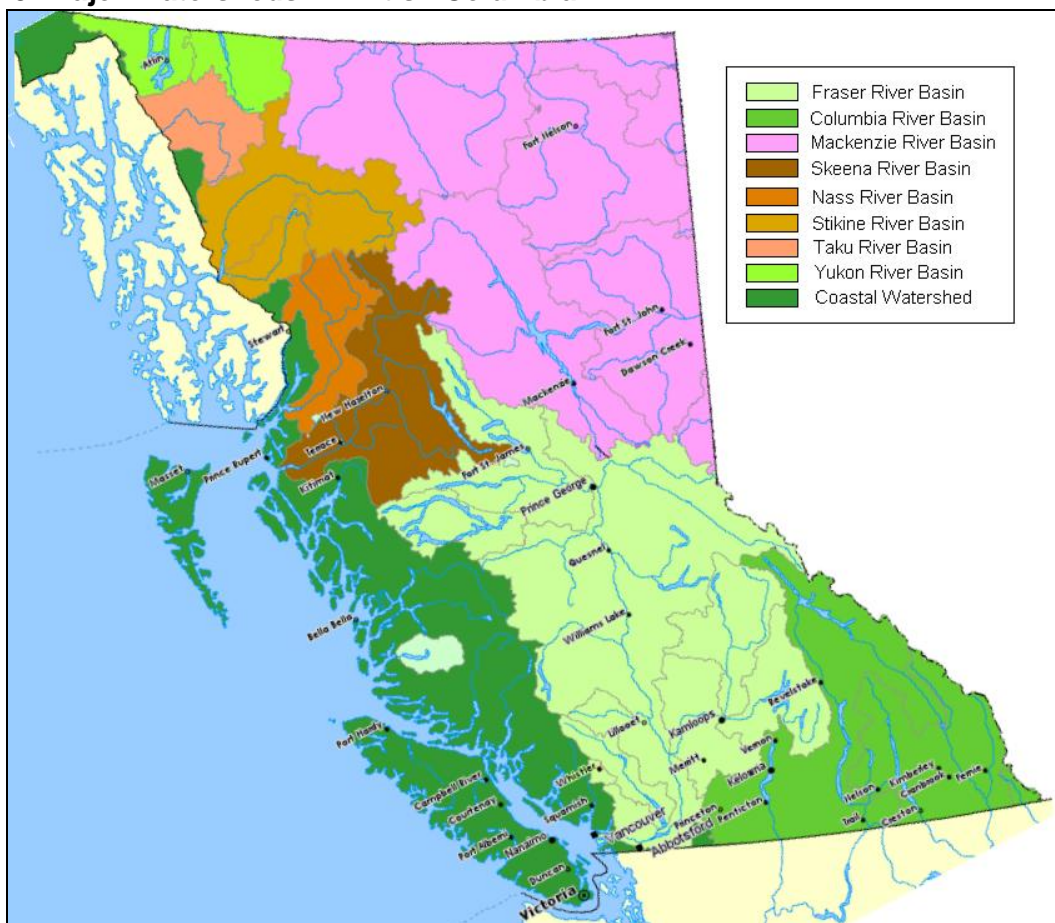 Fraser River Basin
Columbia River Basin
Mackenzie River Basin
Skeena River Basin
Nass River Basin
Stikine River Basin
Taku River Basin
Yukon River Basin
Coastal Watershed
Atlin
Fort Nelson
Fort St. John
Dawson Creek
Stewart
Mackenzie
New Hazelton
Terrace
Fort St. James
Masset
Prince Rupert
Kitimat
Prince George
Quesnel
Williams Lake
Bella Bella
Revelstoke
Lillooet
Kamloops
Port Hardy
Vernon
Merritt
Whistler
Kelowna
Campbell River
Nelson
Kimberley
Cranbrook
Fernie
Courtenay
Squamish
Princeton
Penticton
Trail
Creston
Port Alberni
Nanaimo
Vancouver
Abbotsford
Duncan
Victoria